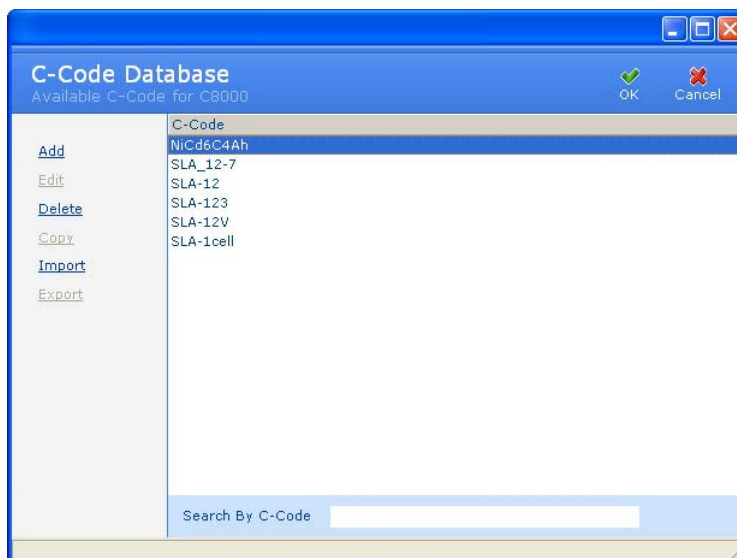 C-Code Database
Available C-Code for C8000
OK
Cancel
Add
Edit
Delete
Copy
Import
Export
C-Code
NiCd6C4Ah
SLA_12-7
SLA-12
SLA-123
SLA-12V
SLA-1cell
Search By C-Code